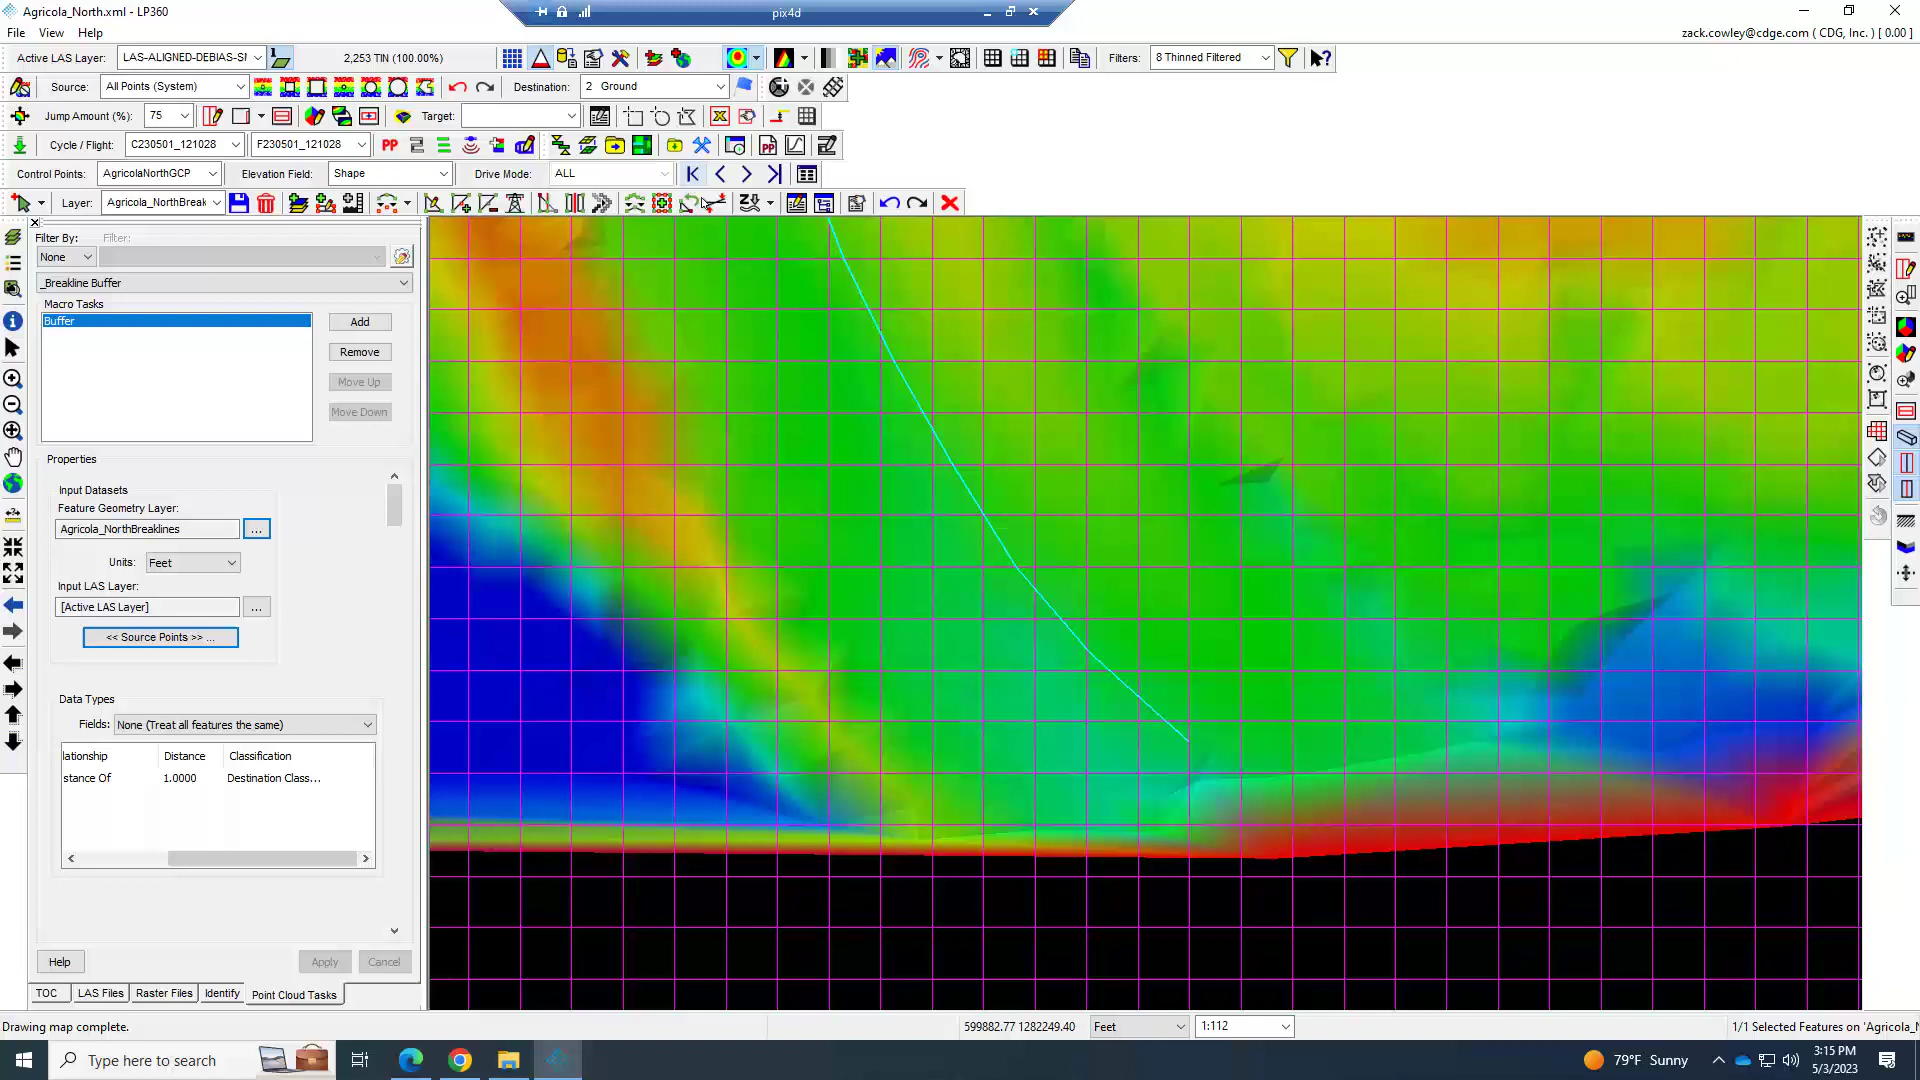 Agricola_North.xml - LP360
pix4d
File View Help
zack.cowley@cdge.com ( CDG, Inc. ) [ 0.00 ]
Active LAS Layer: LAS-ALIGNED-DEBIAS-SN 2,253 TIN (100.00%) Filters: 8 Thinned Filtered
Source: All Points (System) Destination: 2 Ground
Jump Amount (%): 75 Target:
Cycle / Flight: C230501_121028 F230501_121028 PP PP
Control Points: AgricolaNorthGCP Elevation Field: Shape Drive Mode: ALL
Layer: Agricola_NorthBreak
Filter By: Filter:
None
_Breakline Buffer
Macro Tasks
Buffer
Add
Remove
Move Up
Move Down
Properties
Input Datasets
Feature Geometry Layer:
Agricola_NorthBreaklines ...
Units: Feet
Input LAS Layer:
[Active LAS Layer] ...
<< Source Points >> ...
Data Types
Fields: None (Treat all features the same)
lationship Distance Classification
stance Of 1.0000 Destination Class...
Help Apply Cancel
TOC LAS Files Raster Files Identify Point Cloud Tasks
Drawing map complete. 599882.77 1282249.40 Feet 1:112 1/1 Selected Features on 'Agricola_N
Type here to search 79°F Sunny 3:15 PM
5/3/2023